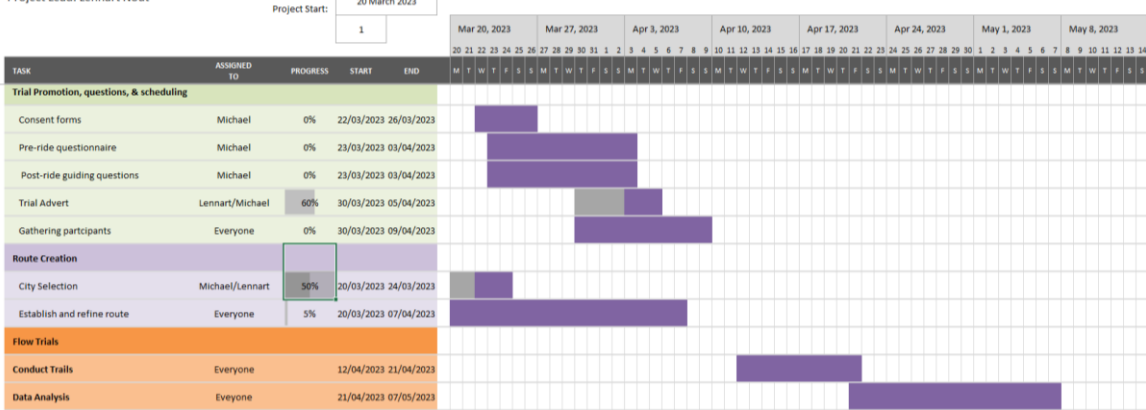 Project Lead: Lennart Nout
Project Start: 20 March 2023
1
Mar 20, 2023 Mar 27, 2023 Apr 3, 2023 Apr 10, 2023 Apr 17, 2023 Apr 24, 2023 May 1, 2023 May 8, 2023
20 21 22 23 24 25 26 27 28 29 30 31 1 2 3 4 5 6 7 8 9 10 11 12 13 14 15 16 17 18 19 20 21 22 23 24 25 26 27 28 29 30 1 2 3 4 5 6 7 8 9 10 11 12 13 14
TASK ASSIGNED TO PROGRESS START END M T W T F S S M T W T F S S M T W T F S S M T W T F S S M T W T F S S M T W T F S S M T W T F S S M T W T F S S
Trial Promotion, questions, & scheduling
Consent forms Michael 0% 22/03/2023 26/03/2023
Pre-ride questionnaire Michael 0% 23/03/2023 03/04/2023
Post-ride guiding questions Michael 0% 23/03/2023 03/04/2023
Trial Advert Lennart/Michael 60% 30/03/2023 05/04/2023
Gathering partcipants Everyone 0% 30/03/2023 09/04/2023
Route Creation
City Selection Michael/Lennart 50% 20/03/2023 24/03/2023
Establish and refine route Everyone 5% 20/03/2023 07/04/2023
Flow Trials
Conduct Trails Everyone 12/04/2023 21/04/2023
Data Analysis Eveyone 21/04/2023 07/05/2023